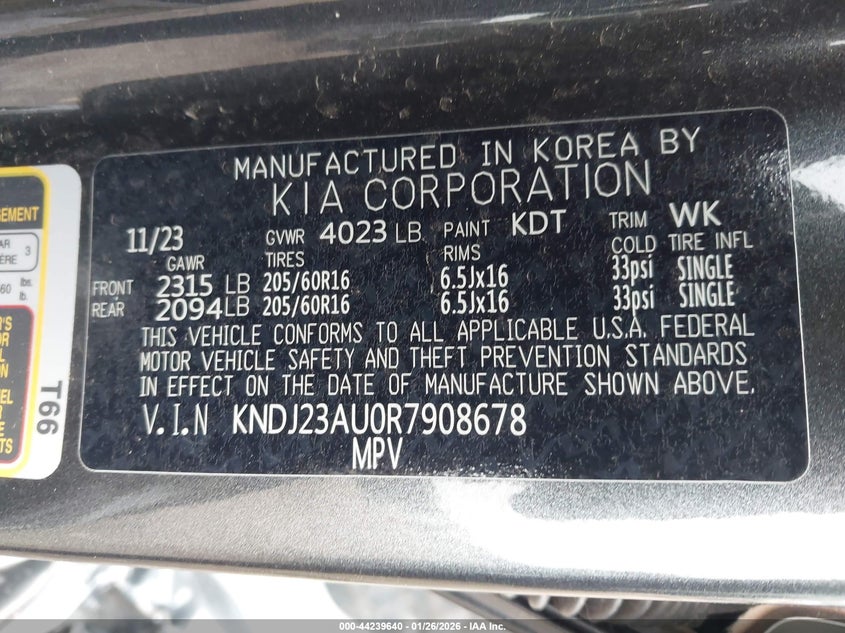 MANUFACTURED IN KOREA BY
KIA CORPORATION
11/23 GVWR 4023 LB PAINT KDT TRIM WK
GAWR TIRES RIMS COLD TIRE INFL
FRONT 2315 LB 205/60R16 6.5Jx16 33psi SINGLE
REAR 2094 LB 205/60R16 6.5Jx16 33psi SINGLE
THIS VEHICLE CONFORMS TO ALL APPLICABLE U.S.A. FEDERAL
MOTOR VEHICLE SAFETY AND THEFT PREVENTION STANDARDS
IN EFFECT ON THE DATE OF MANUFACTURE SHOWN ABOVE.
V.I.N KNDJ23AU0R7908678
MPV
T66
000-44239640 - 01/26/2026 - IAA Inc.